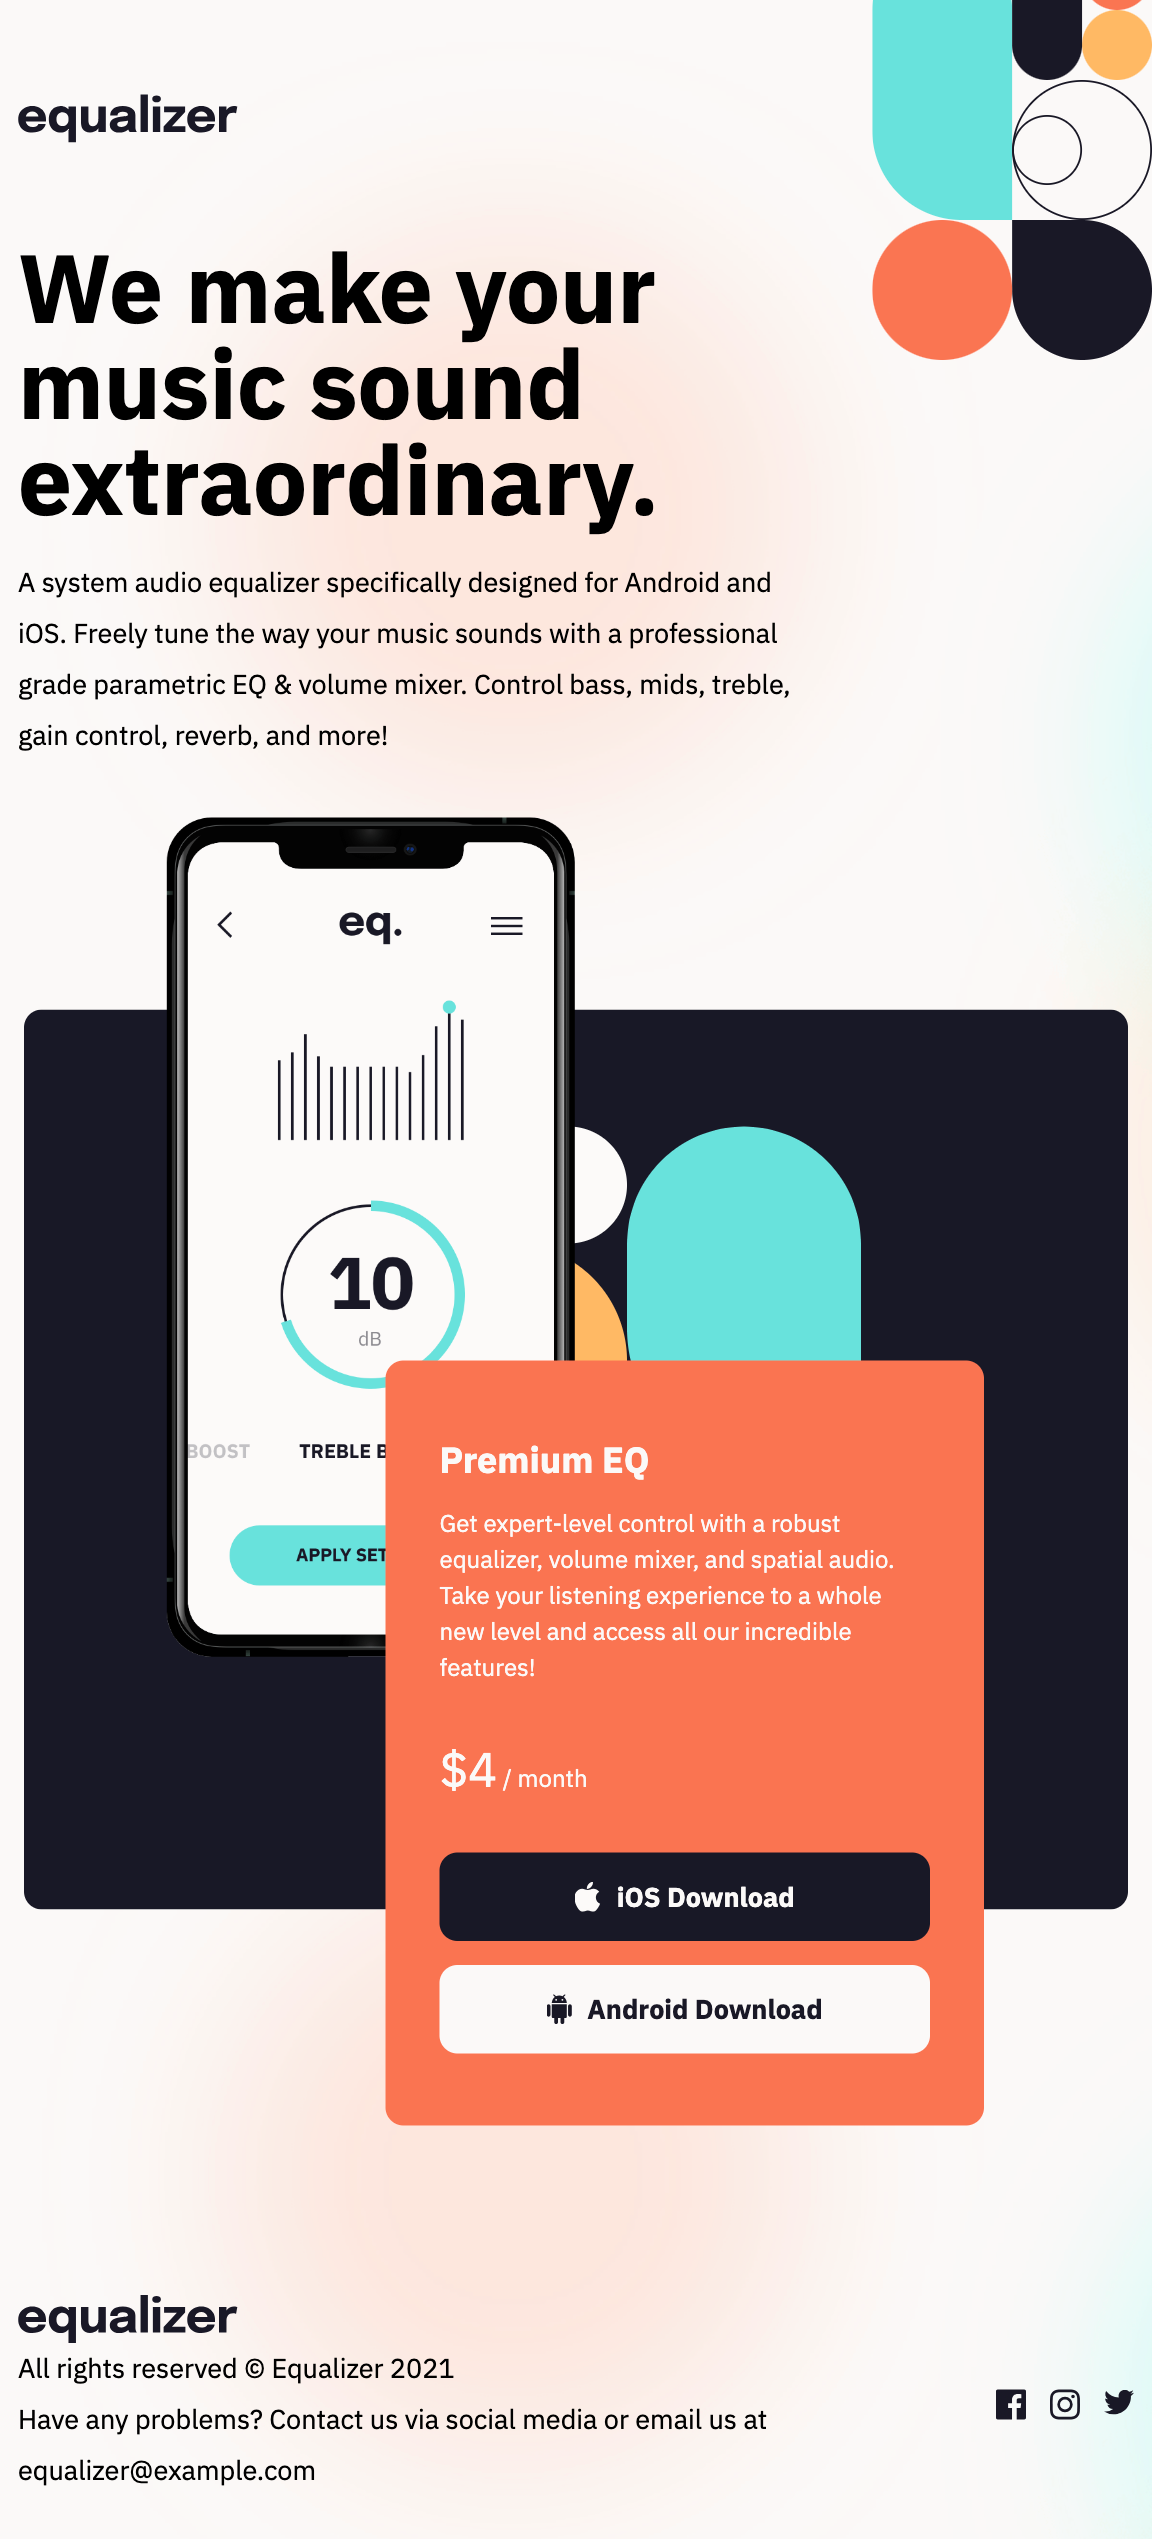 equalizer
We make your
music sound
extraordinary.
A system audio equalizer specifically designed for Android and
iOS. Freely tune the way your music sounds with a professional
grade parametric EQ & volume mixer. Control bass, mids, treble,
gain control, reverb, and more!
eq.
10
dB
BOOST
TREBLE B
APPLY SET
Premium EQ
Get expert-level control with a robust
equalizer, volume mixer, and spatial audio.
Take your listening experience to a whole
new level and access all our incredible
features!
$4 / month
iOS Download
Android Download
equalizer
All rights reserved © Equalizer 2021
Have any problems? Contact us via social media or email us at
equalizer@example.com